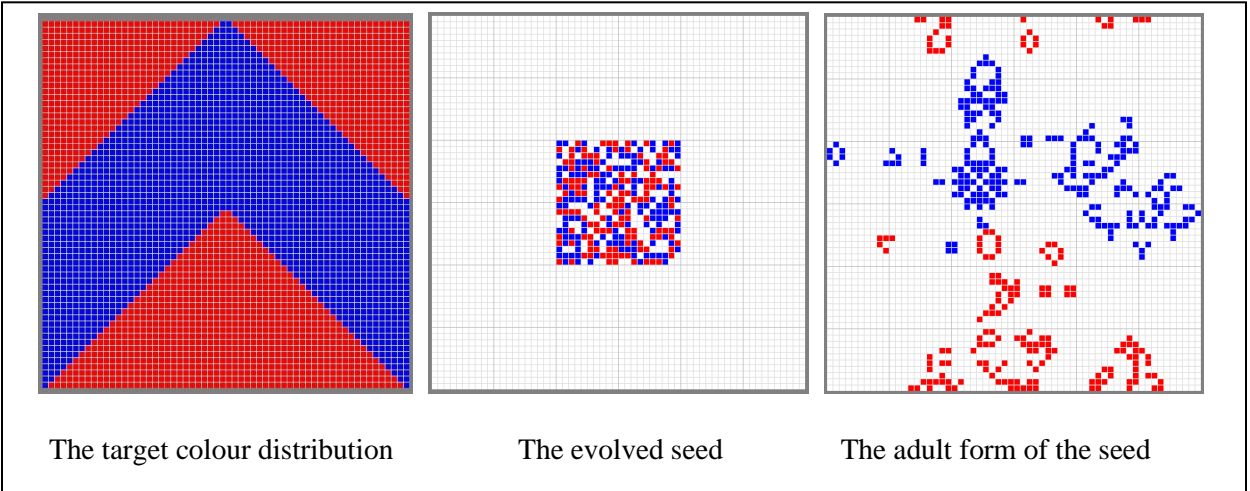 The target colour distribution The evolved seed The adult form of the seed